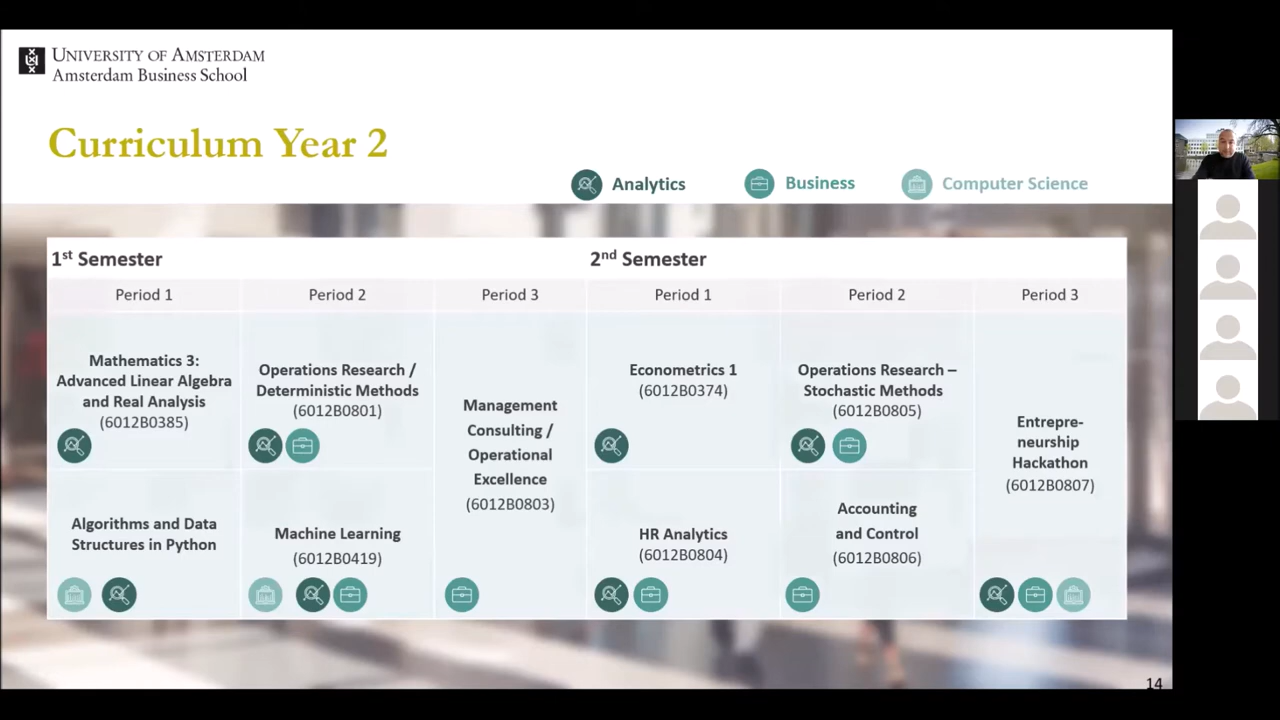 UNIVERSITY OF AMSTERDAM
Amsterdam Business School
Curriculum Year 2
Analytics
Business
Computer Science
1st Semester
2nd Semester
Period 1
Period 2
Period 3
Period 1
Period 2
Period 3
Mathematics 3:
Advanced Linear Algebra
and Real Analysis
(6012B0385)
Operations Research /
Deterministic Methods
(6012B0801)
Management
Consulting /
Operational
Excellence
(6012B0803)
Econometrics 1
(6012B0374)
Operations Research –
Stochastic Methods
(6012B0805)
Entrepre-
neurship
Hackathon
(6012B0807)
Algorithms and Data
Structures in Python
Machine Learning
(6012B0419)
HR Analytics
(6012B0804)
Accounting
and Control
(6012B0806)
14